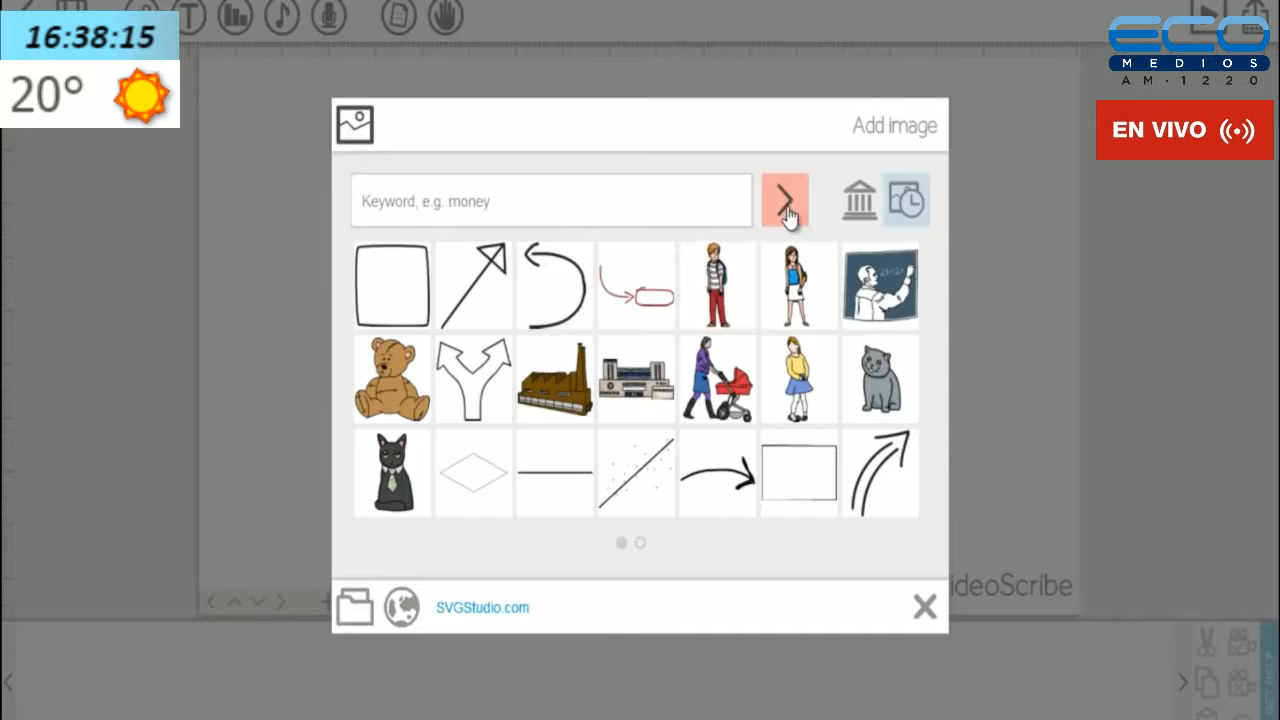 16:38:15
20°
ECO
MEDIOS
AM·1220
EN VIVO
Add image
Keyword, e.g. money
SVGStudio.com
ideoScribe